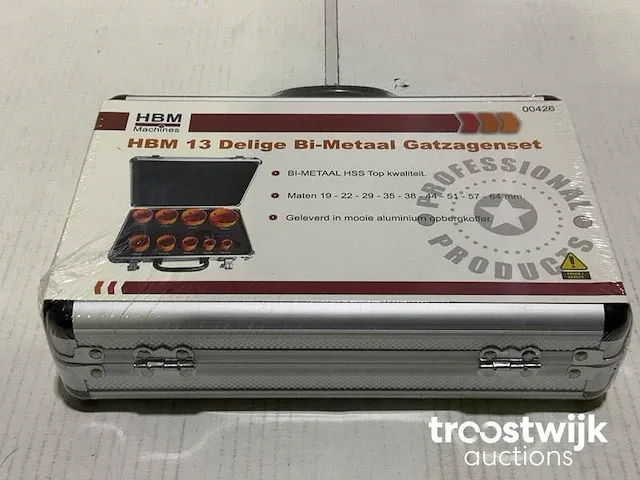 00426
HBM
Machines
HBM 13 Delige Bi-Metaal Gatzagenset
BI-METAAL HSS Top kwaliteit.
Maten 19 - 22 - 29 - 35 - 38 - 44 - 51 - 57 - 64 mm.
Geleverd in mooie aluminium opbergkoffer.
PROFESSIONAL
PRODUCTS
troostwijk
auctions